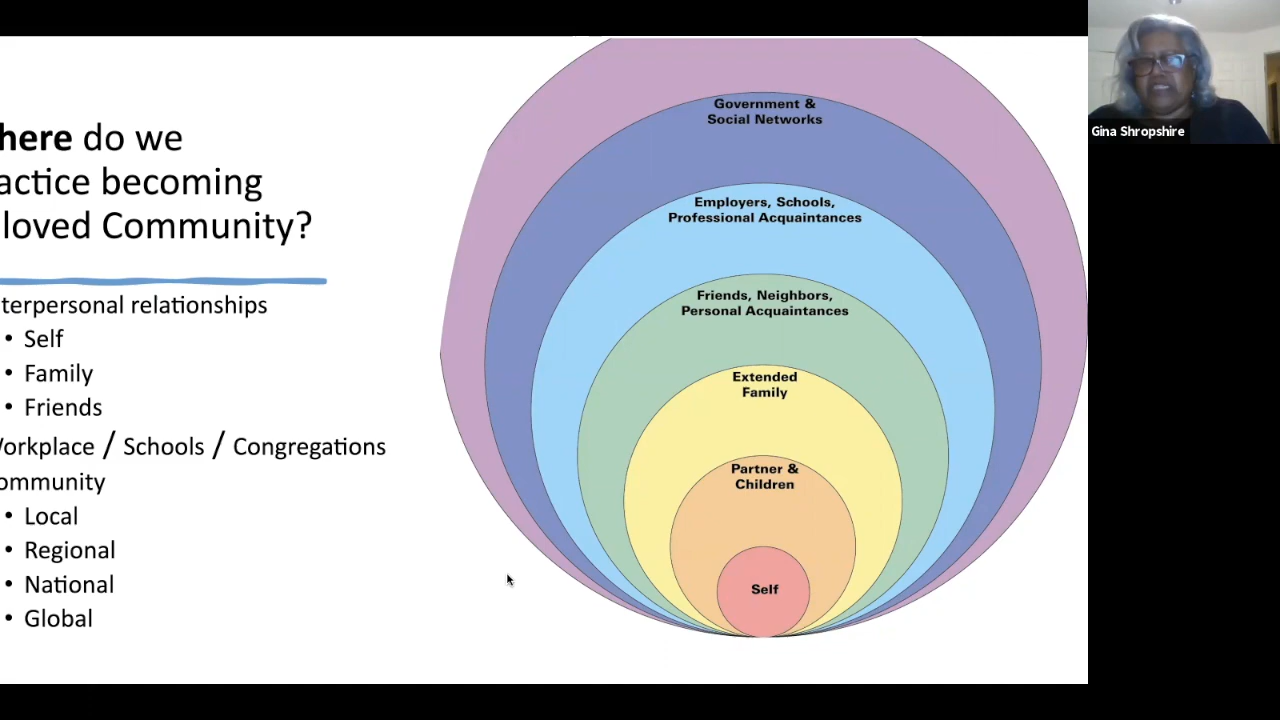 here do we
actice becoming
loved Community?
terpersonal relationships
• Self
• Family
• Friends
orkplace / Schools / Congregations
ommunity
• Local
• Regional
• National
• Global
Government &
Social Networks
Employers, Schools,
Professional Acquaintances
Friends, Neighbors,
Personal Acquaintances
Extended
Family
Partner &
Children
Self
Gina Shropshire